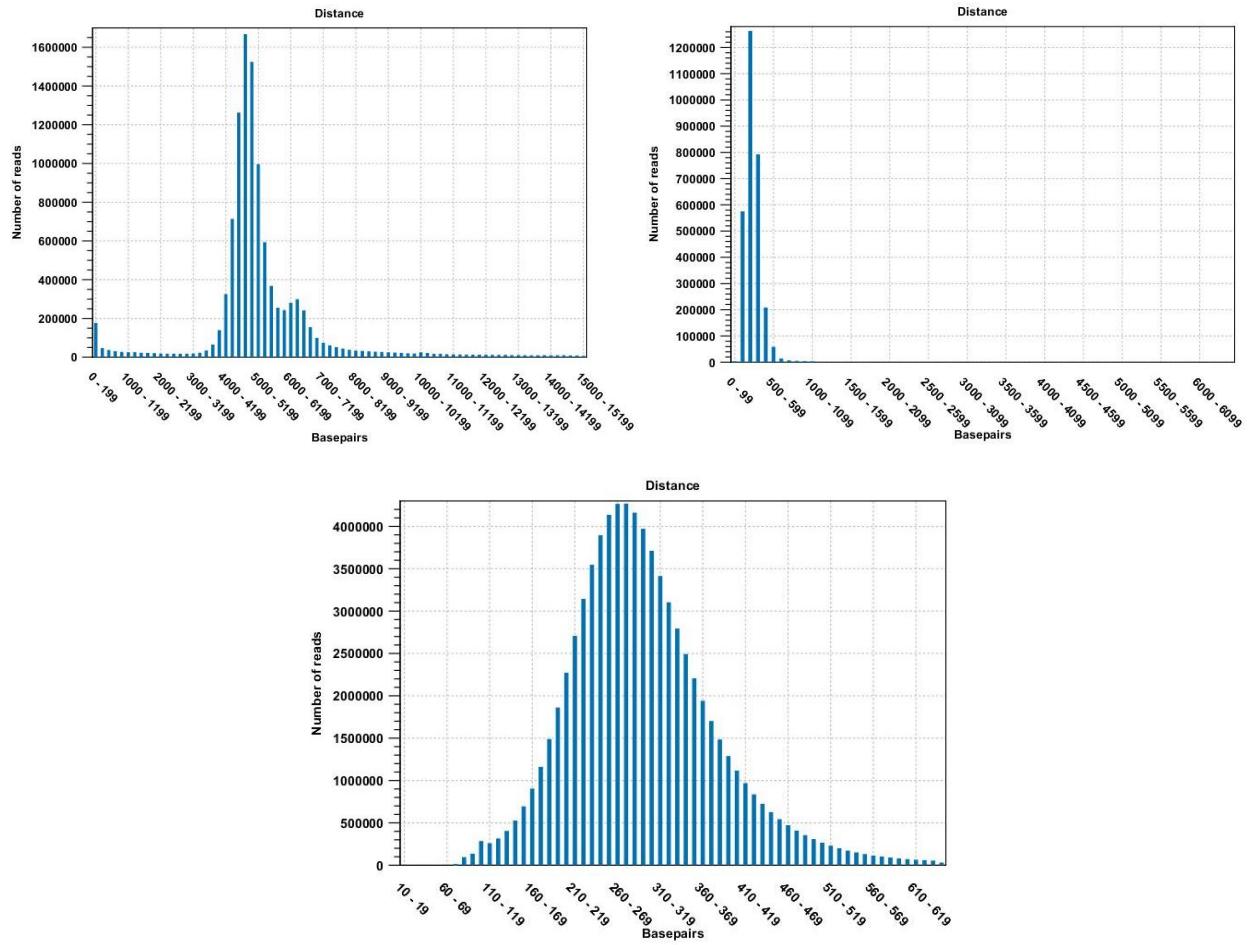 Distance
Number of reads
1600000
1400000
1200000
1000000
800000
600000
400000
200000
0
0 - 199
1000 - 1199
2000 - 2199
3000 - 3199
4000 - 4199
5000 - 5199
6000 - 6199
7000 - 7199
8000 - 8199
9000 - 9199
10000 - 10199
11000 - 11199
12000 - 12199
13000 - 13199
14000 - 14199
15000 - 15199
Basepairs
Distance
Number of reads
1200000
1100000
1000000
900000
800000
700000
600000
500000
400000
300000
200000
100000
0
0 - 99
500 - 599
1000 - 1099
1500 - 1599
2000 - 2099
2500 - 2599
3000 - 3099
3500 - 3599
4000 - 4099
4500 - 4599
5000 - 5099
5500 - 5599
6000 - 6099
Basepairs
Distance
Number of reads
4000000
3500000
3000000
2500000
2000000
1500000
1000000
500000
0
10 - 19
60 - 69
110 - 119
160 - 169
210 - 219
260 - 269
310 - 319
360 - 369
410 - 419
460 - 469
510 - 519
560 - 569
610 - 619
Basepairs